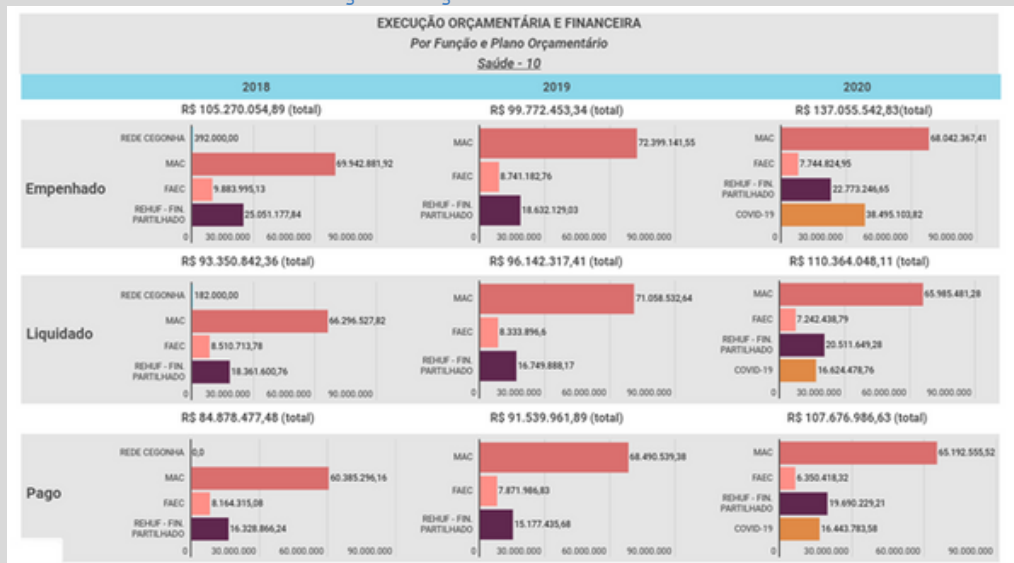 EXECUÇÃO ORÇAMENTÁRIA E FINANCEIRA
Por Função e Plano Orçamentário
Saúde - 10
2018 2019 2020
R$ 105.270.054,89 (total) R$ 99.772.453,34 (total) R$ 137.055.542,83(total)
Empenhado
REDE CEGONHA 392.000,00
MAC 69.942.881,92
FAEC 9.883.995,13
REHUF - FIN.
PARTILHADO 25.051.177,84
0 30.000.000 60.000.000 90.000.000
MAC 72.399.141,55
FAEC 8.741.182,76
REHUF - FIN.
PARTILHADO 18.632.129,03
0 30.000.000 60.000.000 90.000.000
MAC 68.042.367,41
FAEC 7.744.824,95
REHUF - FIN.
PARTILHADO 22.773.246,65
COVID-19 38.495.103,82
0 30.000.000 60.000.000 90.000.000
R$ 93.350.842,36 (total) R$ 96.142.317,41 (total) R$ 110.364.048,11 (total)
Liquidado
REDE CEGONHA 182.000,00
MAC 66.296.527,82
FAEC 8.510.713,78
REHUF - FIN.
PARTILHADO 18.361.600,76
0 30.000.000 60.000.000 90.000.000
MAC 71.058.532,64
FAEC 8.333.896,6
REHUF - FIN.
PARTILHADO 16.749.888,17
0 30.000.000 60.000.000 90.000.000
MAC 65.985.481,28
FAEC 7.242.438,79
REHUF - FIN.
PARTILHADO 20.511.649,28
COVID-19 16.624.478,76
0 30.000.000 60.000.000 90.000.000
R$ 84.878.477,48 (total) R$ 91.539.961,89 (total) R$ 107.676.986,63 (total)
Pago
REDE CEGONHA 0,0
MAC 60.385.296,16
FAEC 8.164.315,08
REHUF - FIN.
PARTILHADO 16.328.866,24
0 30.000.000 60.000.000 90.000.000
MAC 68.490.539,38
FAEC 7.871.986,83
REHUF - FIN.
PARTILHADO 15.177.435,68
0 30.000.000 60.000.000 90.000.000
MAC 65.192.555,52
FAEC 6.350.418,32
REHUF - FIN.
PARTILHADO 19.690.229,21
COVID-19 16.443.783,58
0 30.000.000 60.000.000 90.000.000